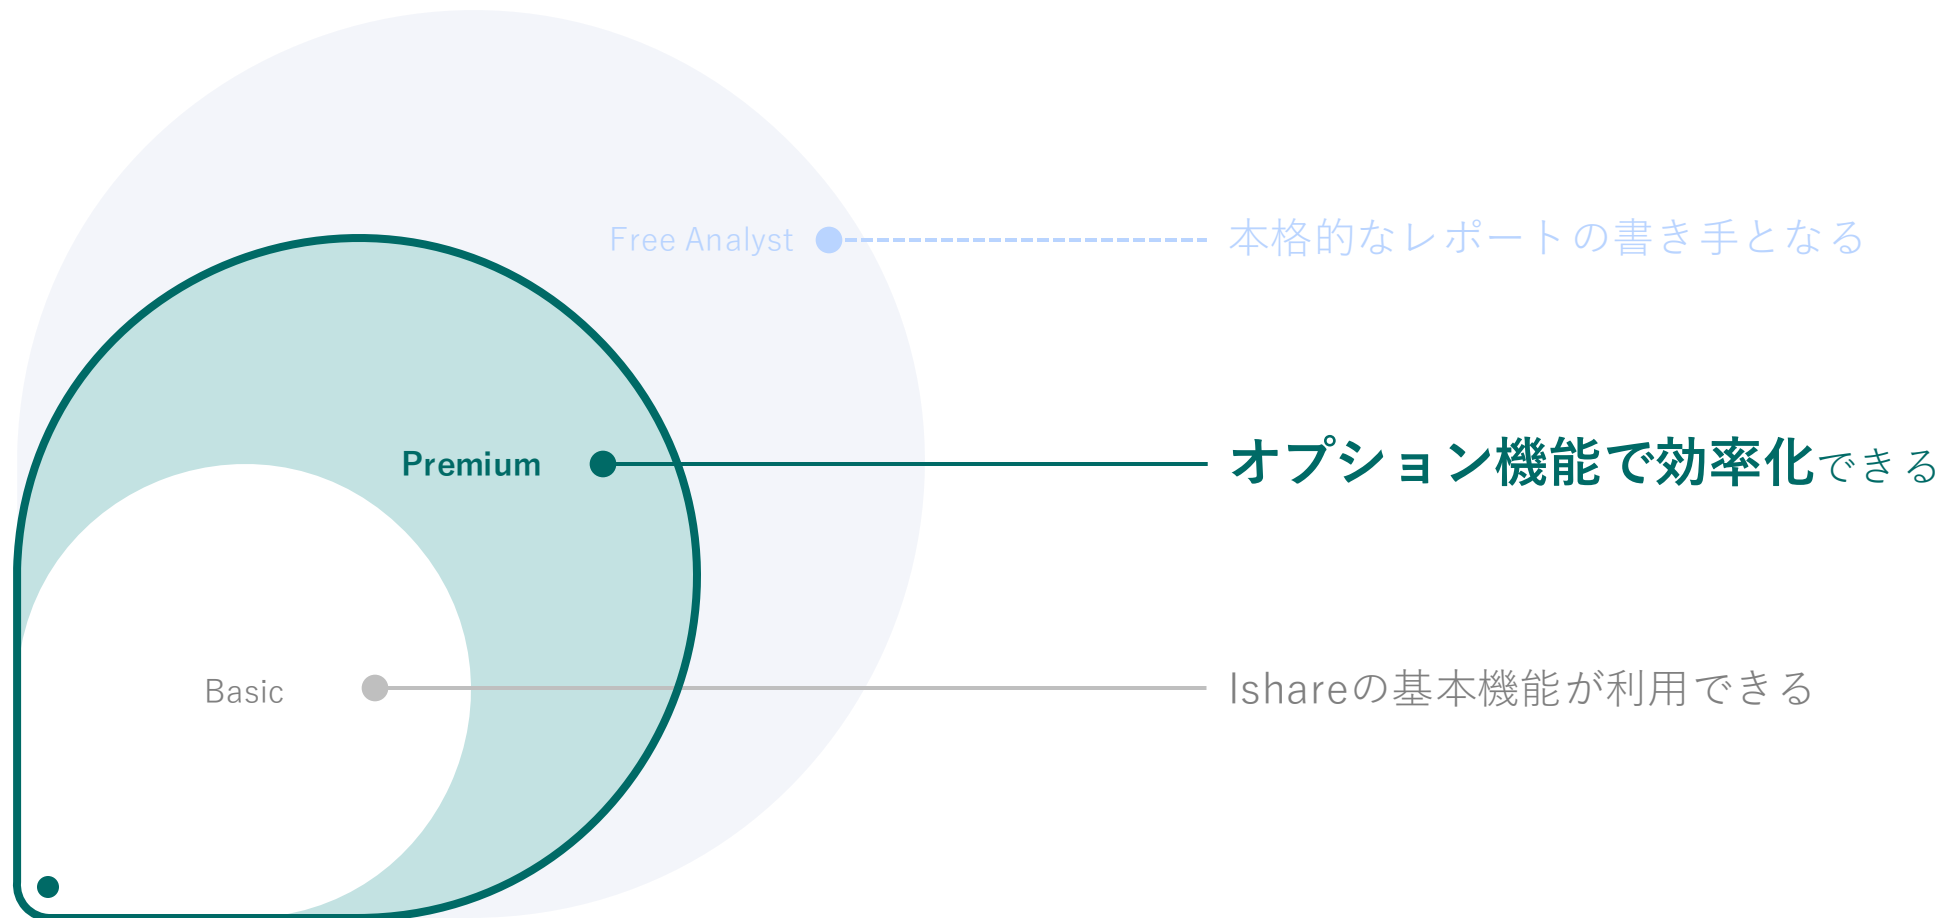 Free Analyst 本格的なレポートの書き手となる
Premium オプション機能で効率化できる
Basic Ishareの基本機能が利用できる